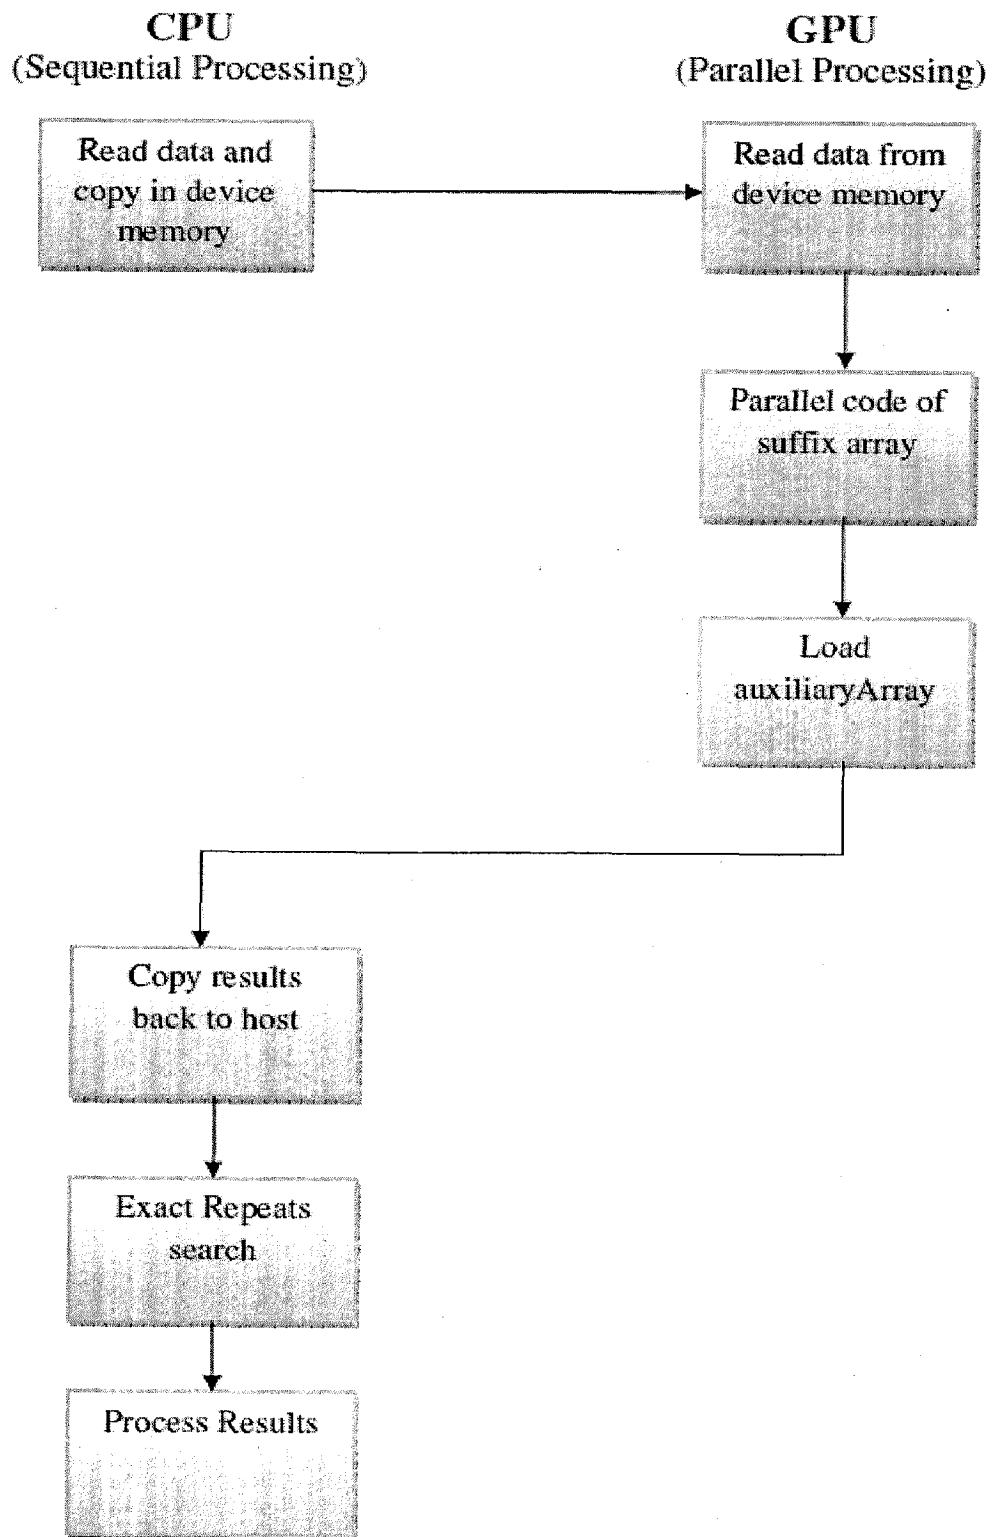 CPU
(Sequential Processing)
GPU
(Parallel Processing)
Read data and
copy in device
memory
Read data from
device memory
Parallel code of
suffix array
Load
auxiliaryArray
Copy results
back to host
Exact Repeats
search
Process Results